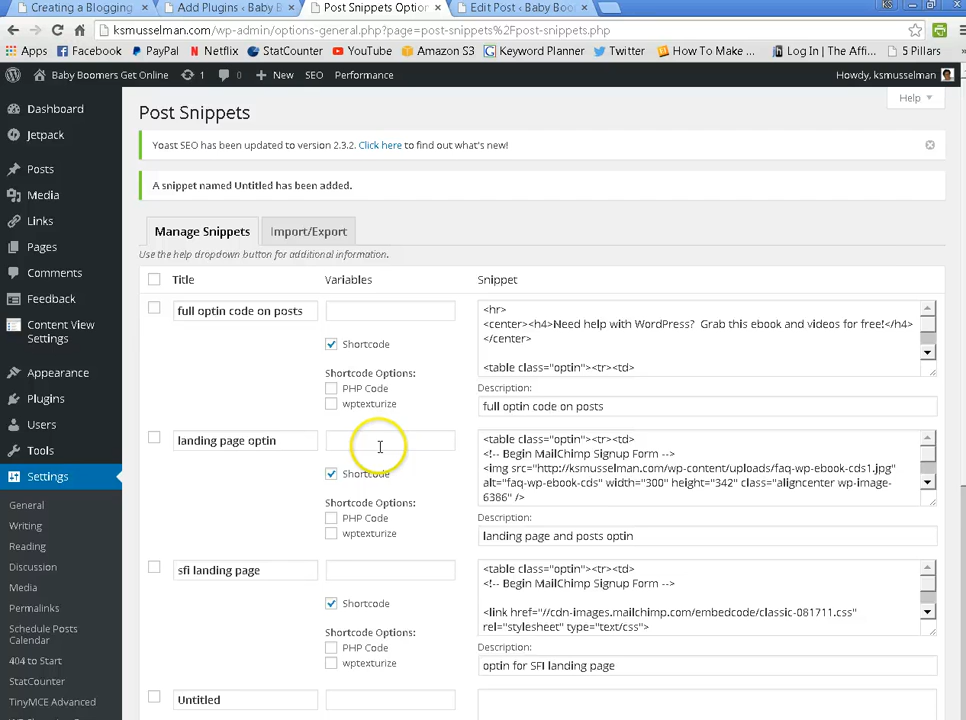 Creating a Blogging
Add Plugins ‹ Baby B
Post Snippets Optio
Edit Post ‹ Baby Boo
KS
ksmusselman.com/wp-admin/options-general.php?page=post-snippets%2Fpost-snippets.php
Apps
Facebook
PayPal
Netflix
StatCounter
YouTube
Amazon S3
Keyword Planner
Twitter
How To Make ...
Log In | The Affi...
5 Pillars
Baby Boomers Get Online
1
0
New
SEO
Performance
Howdy, ksmusselman
Dashboard
Jetpack
Posts
Media
Links
Pages
Comments
Feedback
Content View
Settings
Appearance
Plugins
Users
Tools
Settings
General
Writing
Reading
Discussion
Media
Permalinks
Schedule Posts
Calendar
404 to Start
StatCounter
TinyMCE Advanced
Help
Post Snippets
Yoast SEO has been updated to version 2.3.2. Click here to find out what's new!
A snippet named Untitled has been added.
Manage Snippets
Import/Export
Use the help dropdown button for additional information.
Title
Variables
Snippet
full optin code on posts
Shortcode
Shortcode Options:
PHP Code
wptexturize
<hr>
<center><h4>Need help with WordPress? Grab this ebook and videos for free!</h4>
</center>
<table class="optin"><tr><td>
Description:
full optin code on posts
landing page optin
Shortcode
Shortcode Options:
PHP Code
wptexturize
<table class="optin"><tr><td>
<!-- Begin MailChimp Signup Form -->
<img src="http://ksmusselman.com/wp-content/uploads/faq-wp-ebook-cds1.jpg"
alt="faq-wp-ebook-cds" width="300" height="342" class="aligncenter wp-image-
6386" />
Description:
landing page and posts optin
sfi landing page
Shortcode
Shortcode Options:
PHP Code
wptexturize
<table class="optin"><tr><td>
<!-- Begin MailChimp Signup Form -->
<link href="//cdn-images.mailchimp.com/embedcode/classic-081711.css"
rel="stylesheet" type="text/css">
Description:
optin for SFI landing page
Untitled